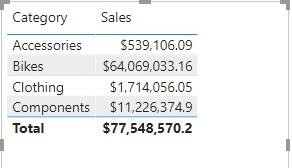 Category Sales
Accessories $539,106.09
Bikes $64,069,033.16
Clothing $1,714,056.05
Components $11,226,374.9
Total $77,548,570.2